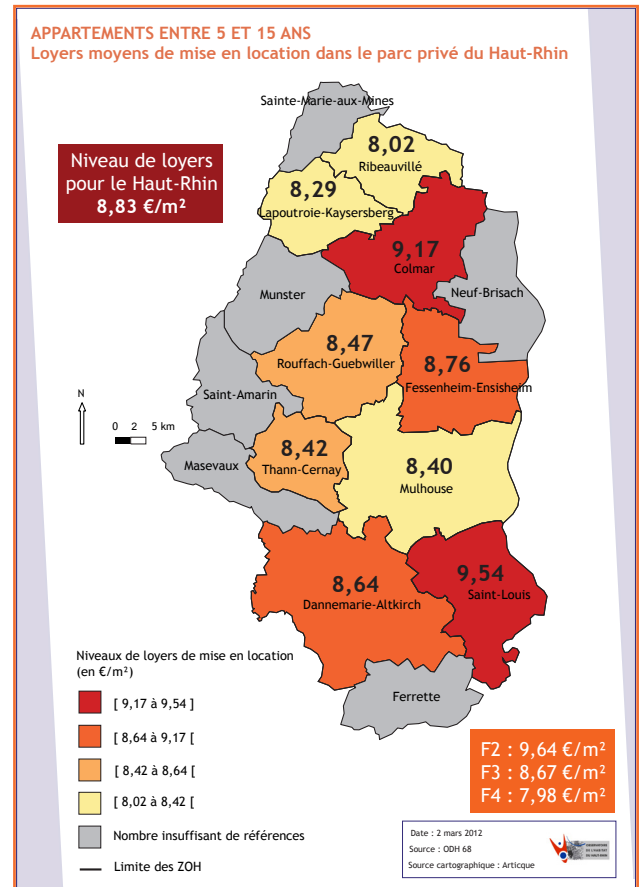 APPARTEMENTS ENTRE 5 ET 15 ANS
Loyers moyens de mise en location dans le parc privé du Haut-Rhin
Sainte-Marie-aux-Mines
8,02
Ribeauvillé
Niveau de loyers
pour le Haut-Rhin
8,83 €/m²
8,29
Lapoutroie-Kaysersberg
9,17
Colmar
Munster
Neuf-Brisach
8,47
Rouffach-Guebwiller
8,76
Fessenheim-Ensisheim
Saint-Amarin
N
0 2 5 km
8,42
Thann-Cernay
Masevaux
8,40
Mulhouse
8,64
Dannemarie-Altkirch
9,54
Saint-Louis
Ferrette
Niveaux de loyers de mise en location
(en €/m²)
[ 9,17 à 9,54 ]
[ 8,64 à 9,17 [
[ 8,42 à 8,64 [
[ 8,02 à 8,42 [
Nombre insuffisant de références
Limite des ZOH
F2 : 9,64 €/m²
F3 : 8,67 €/m²
F4 : 7,98 €/m²
Date : 2 mars 2012
Source : ODH 68
Source cartographique : Articque